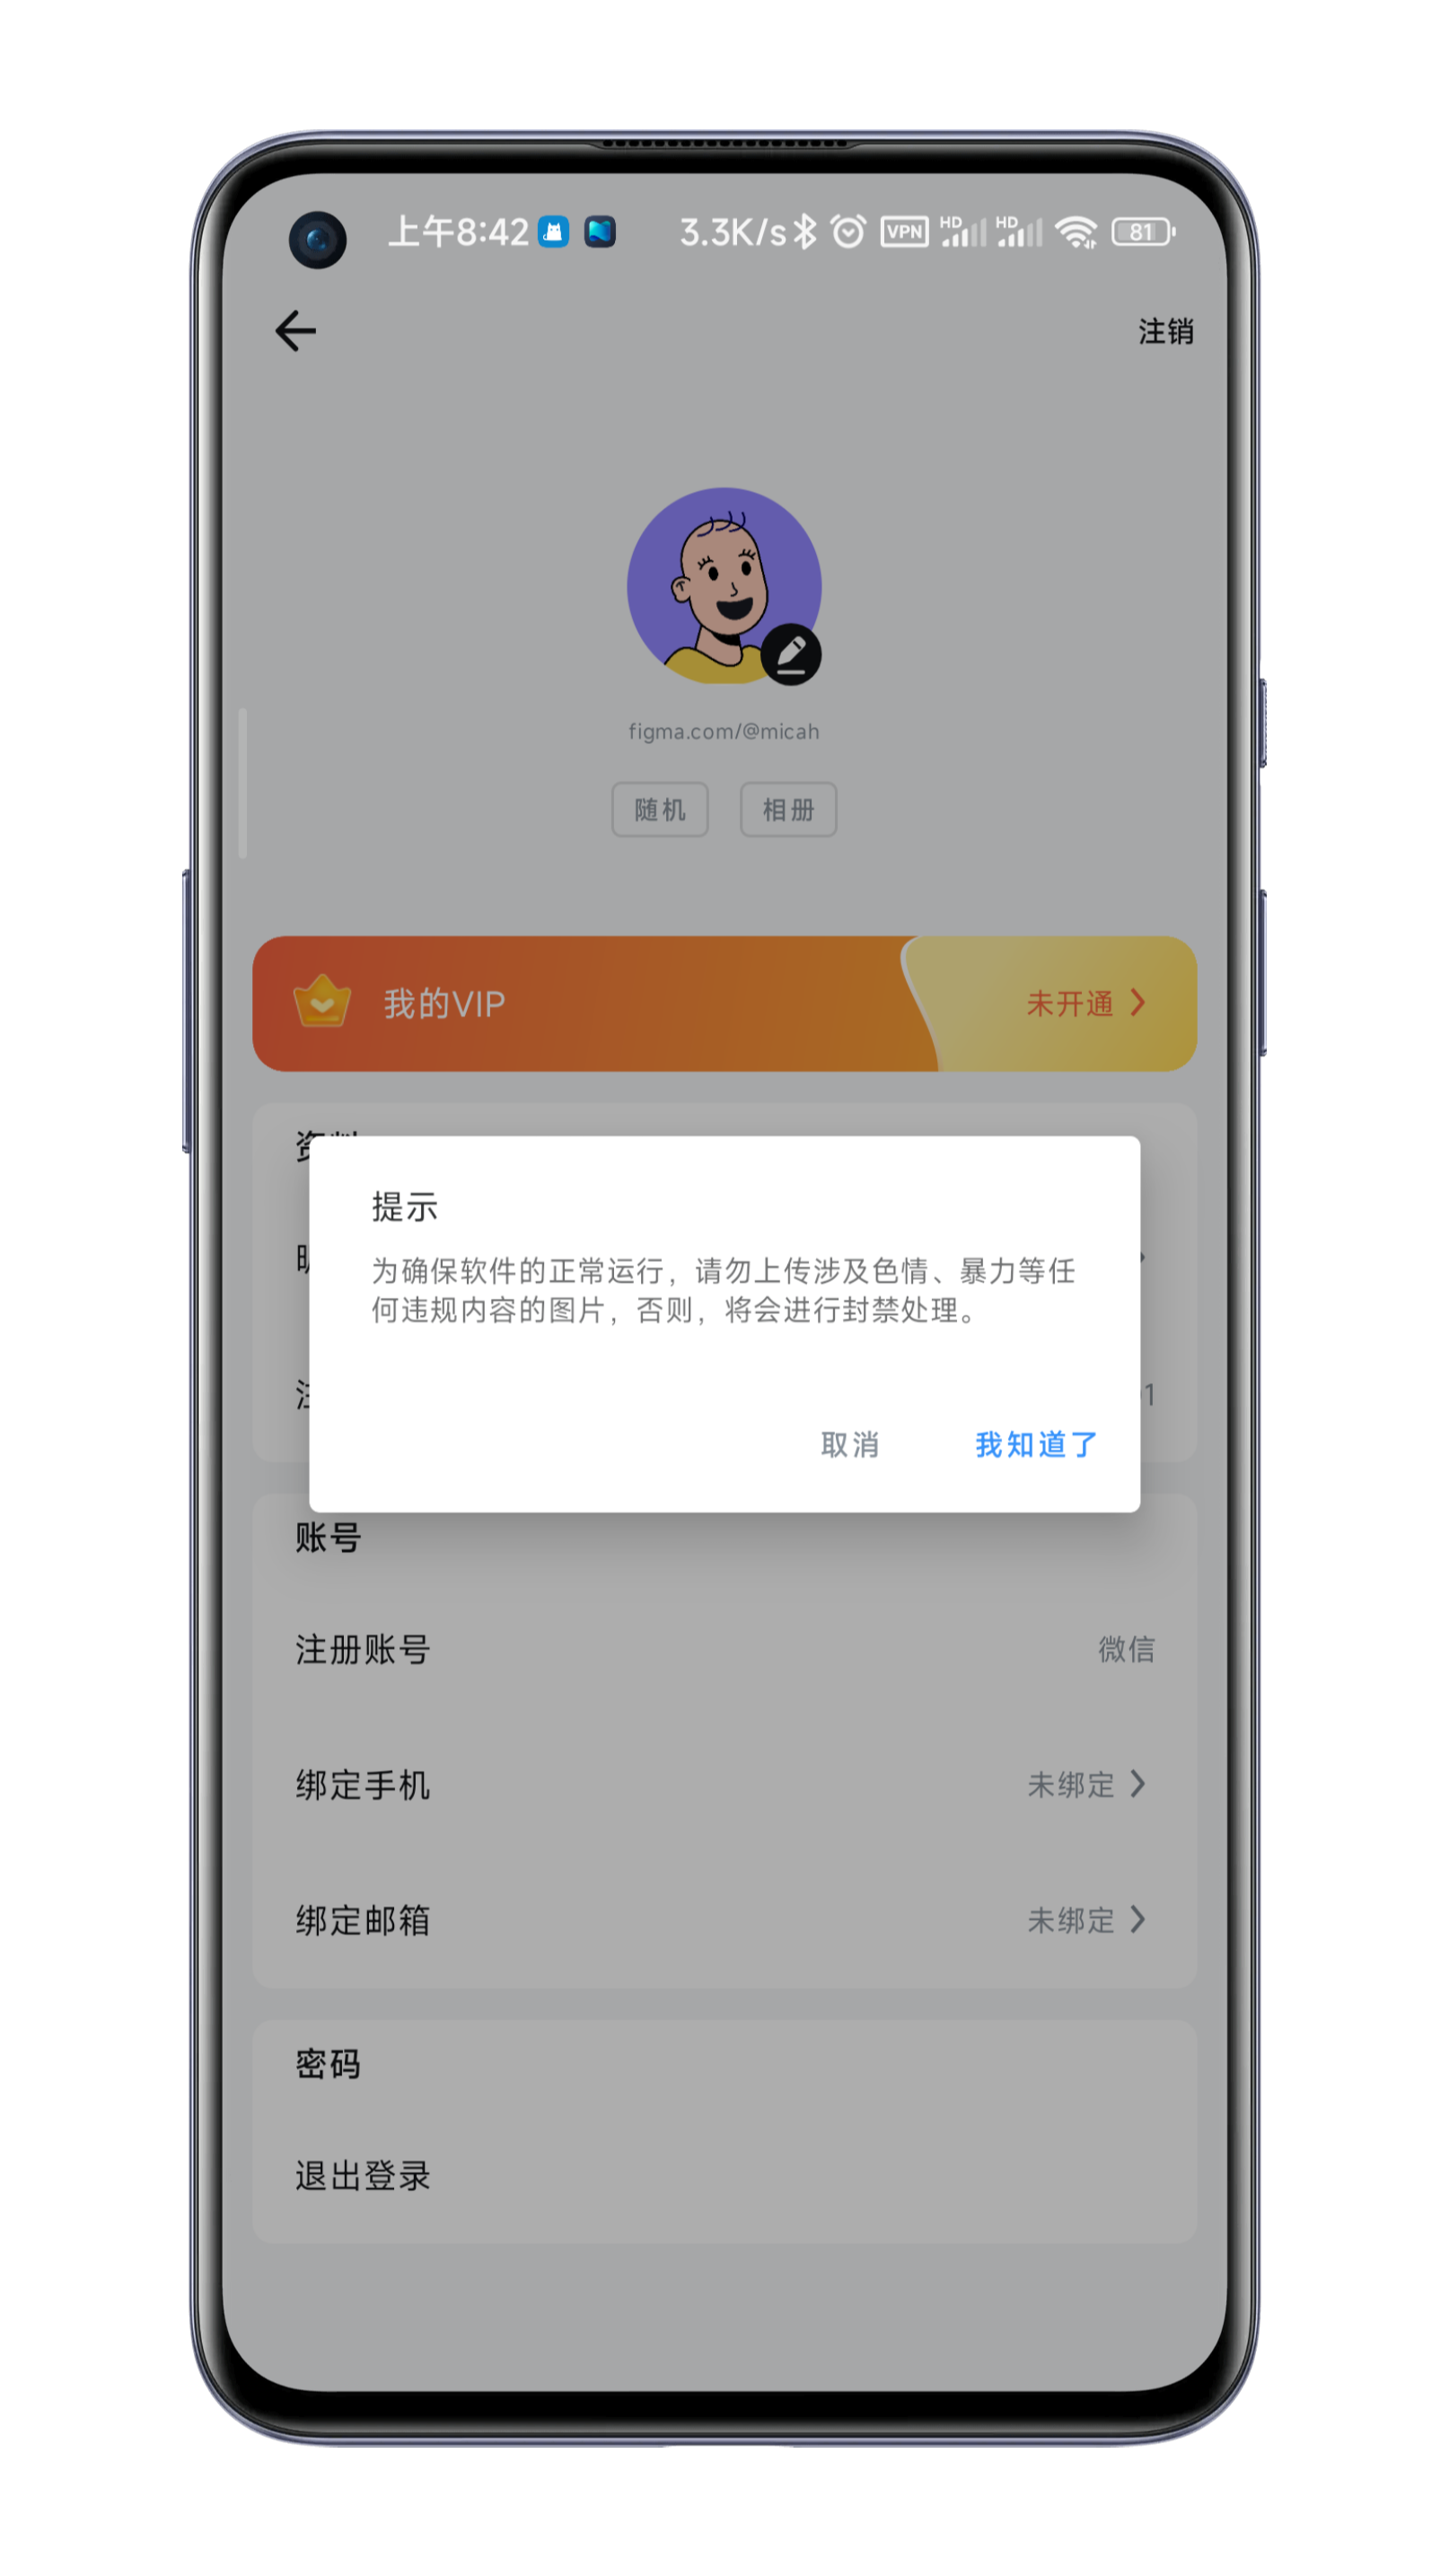 上午8:42 3.3K/s VPN HD HD 81
注销
figma.com/@micah
随机 相册
我的VIP 未开通
提示
为确保软件的正常运行，请勿上传涉及色情、暴力等任
何违规内容的图片，否则，将会进行封禁处理。
1
取消 我知道了
账号
注册账号 微信
绑定手机 未绑定
绑定邮箱 未绑定
密码
退出登录